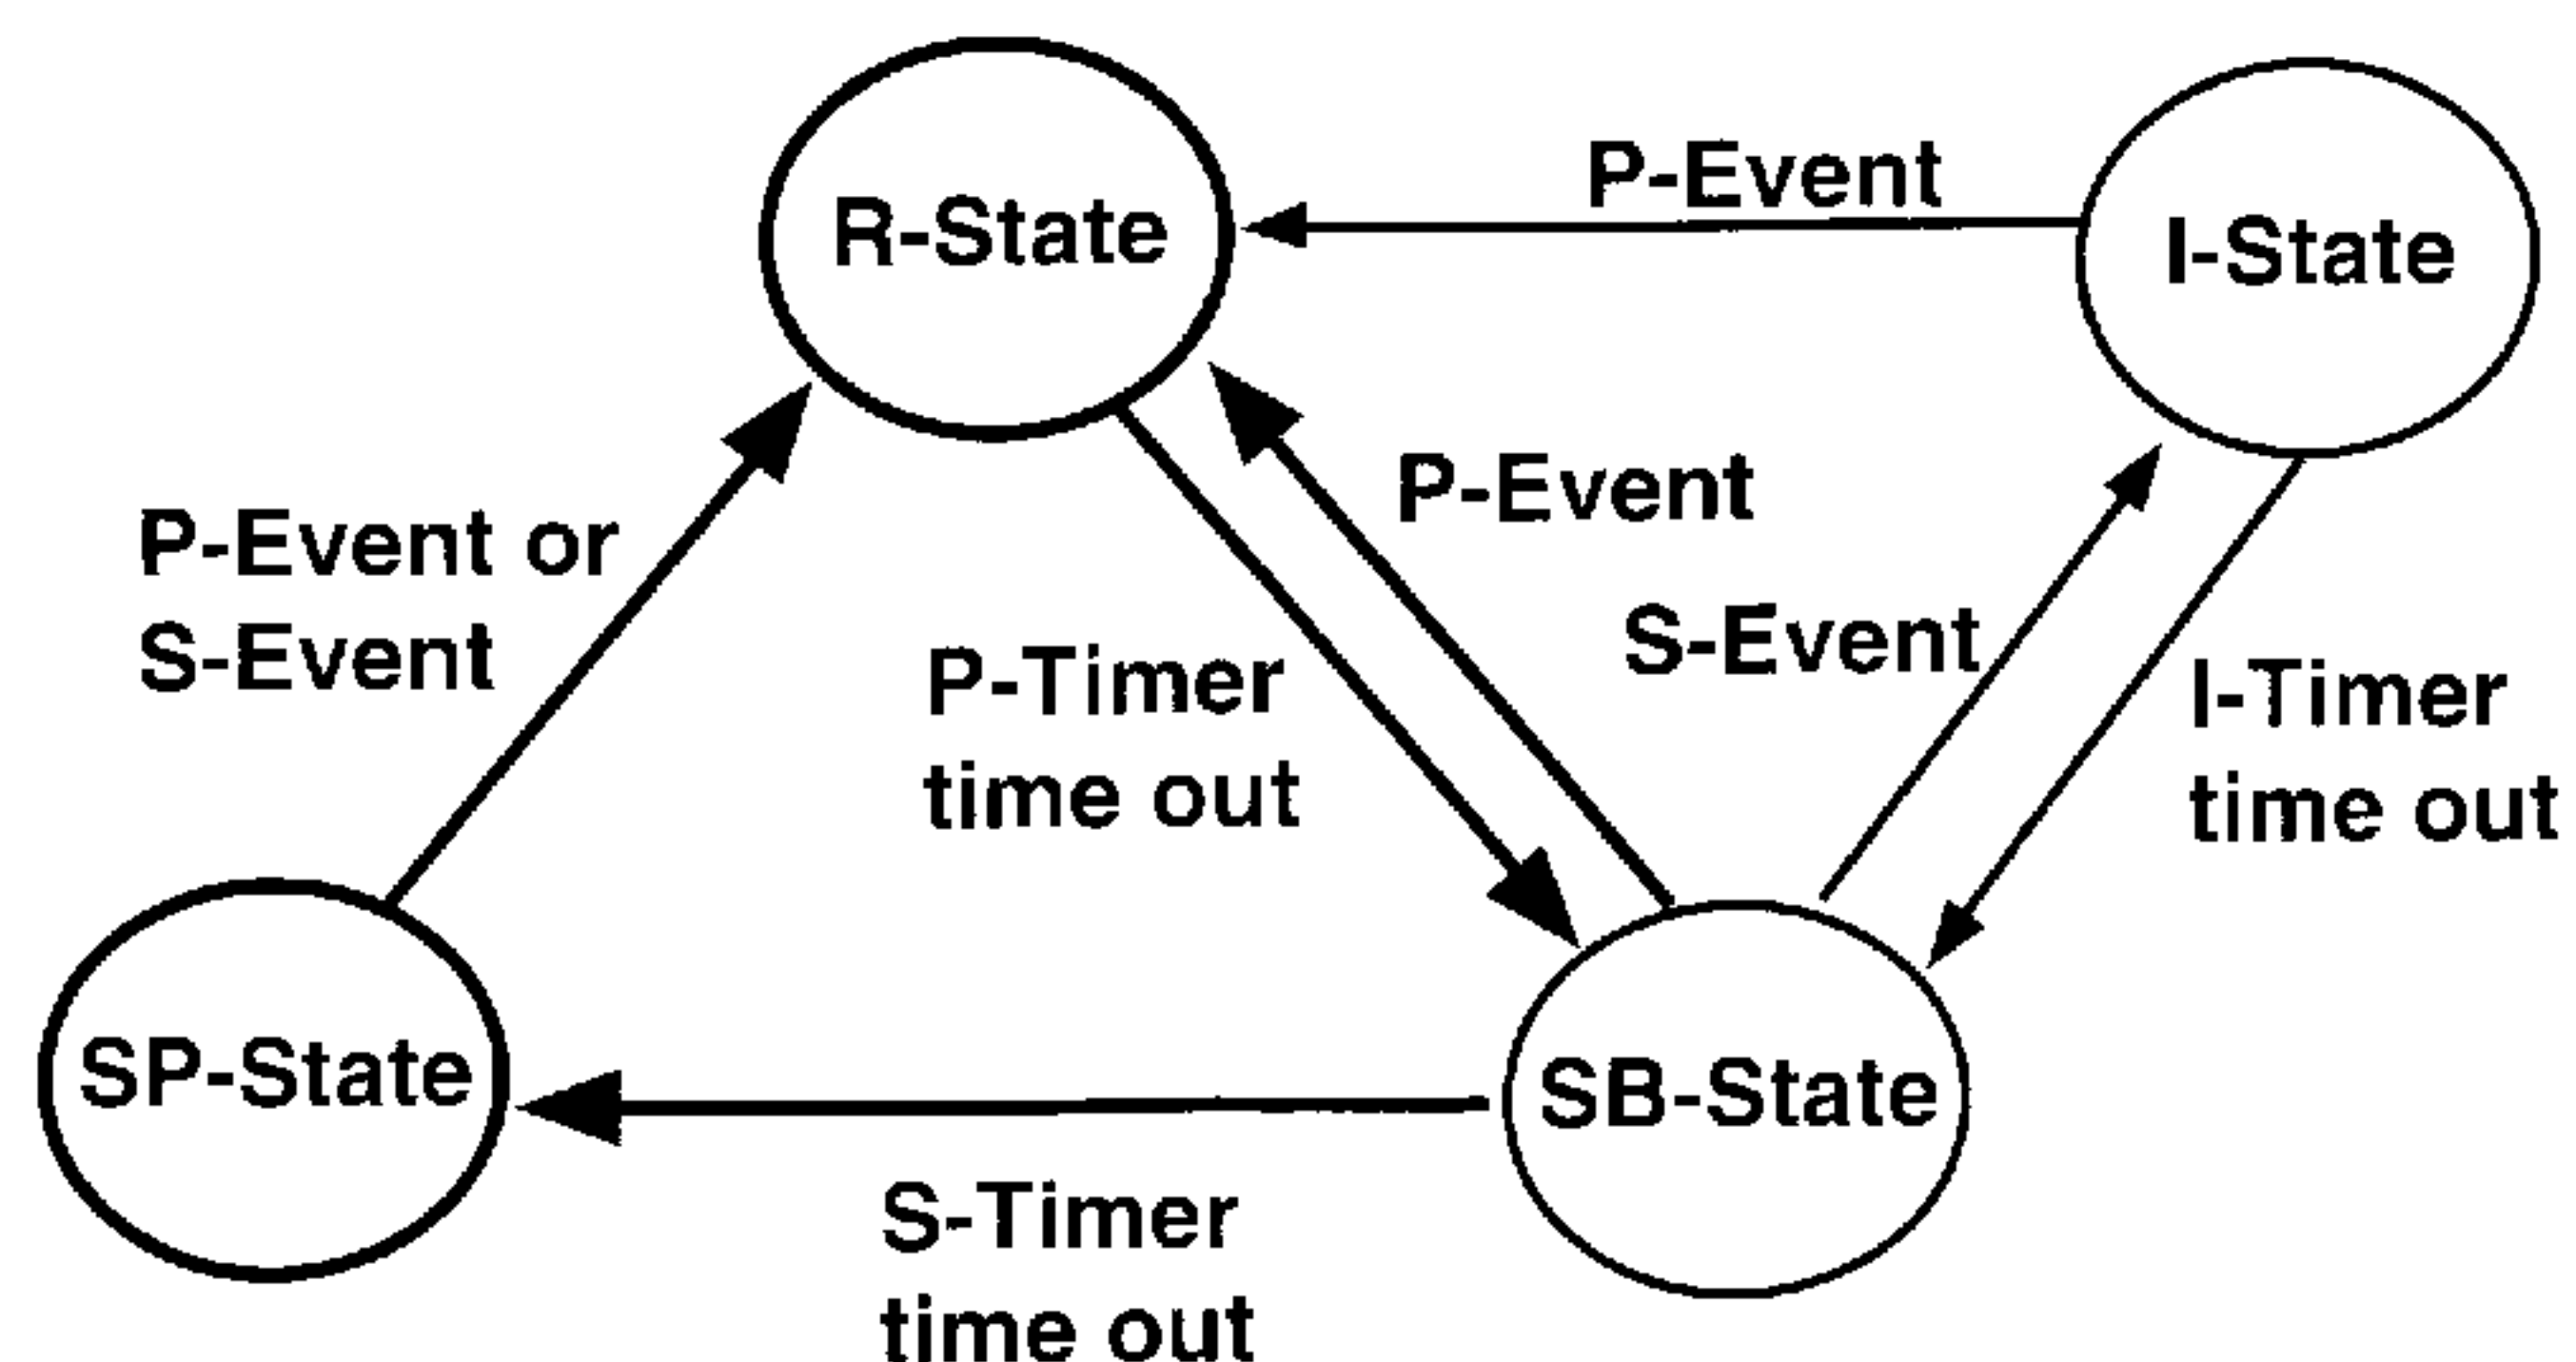 R-State
P-Event
I-State
P-Event or
S-Event
P-Event
S-Event
P-Timer
time out
I-Timer
time out
SP-State
SB-State
S-Timer
time out